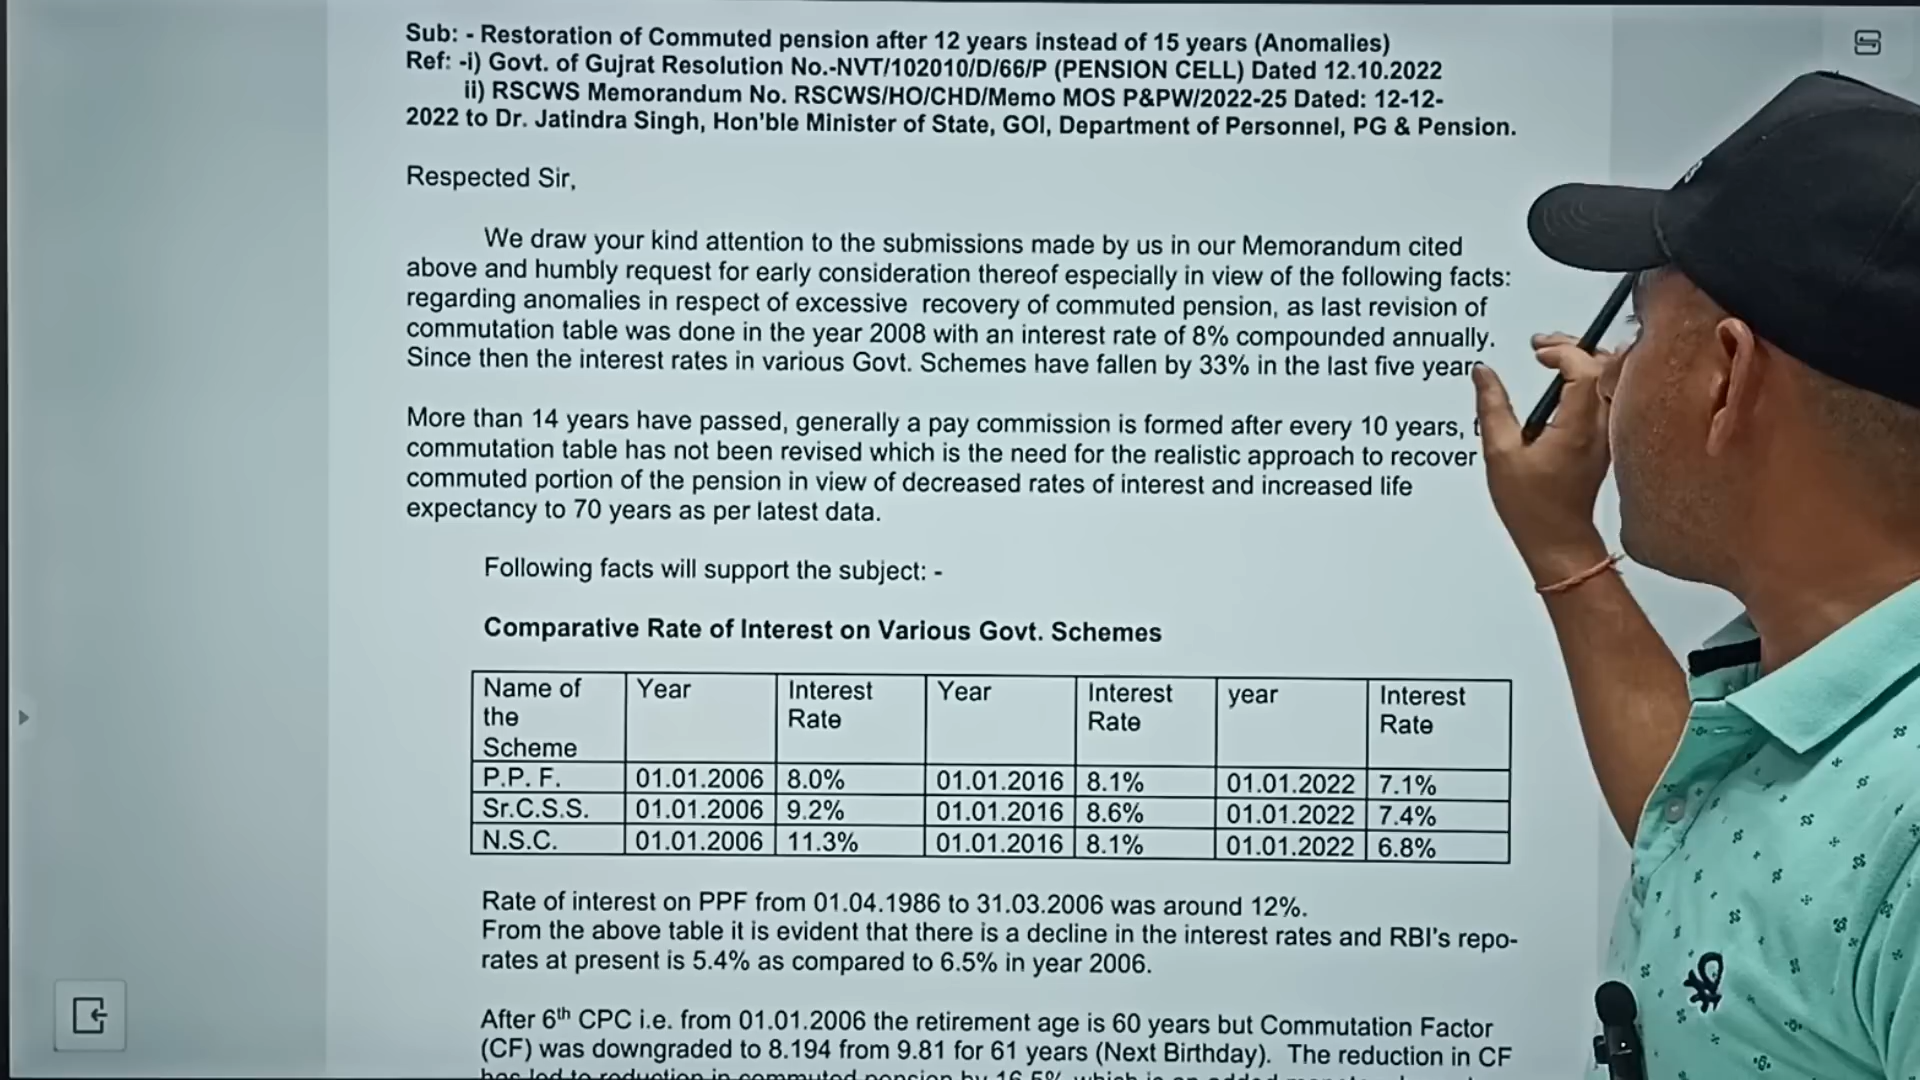 Sub: - Restoration of Commuted pension after 12 years instead of 15 years (Anomalies)
Ref: -i) Govt. of Gujrat Resolution No.-NVT/102010/D/66/P (PENSION CELL) Dated 12.10.2022
ii) RSCWS Memorandum No. RSCWS/HO/CHD/Memo MOS P&PW/2022-25 Dated: 12-12-
2022 to Dr. Jatindra Singh, Hon'ble Minister of State, GOI, Department of Personnel, PG & Pension.
Respected Sir,
We draw your kind attention to the submissions made by us in our Memorandum cited
above and humbly request for early consideration thereof especially in view of the following facts:
regarding anomalies in respect of excessive recovery of commuted pension, as last revision of
commutation table was done in the year 2008 with an interest rate of 8% compounded annually.
Since then the interest rates in various Govt. Schemes have fallen by 33% in the last five years
More than 14 years have passed, generally a pay commission is formed after every 10 years,
commutation table has not been revised which is the need for the realistic approach to recover
commuted portion of the pension in view of decreased rates of interest and increased life
expectancy to 70 years as per latest data.
Following facts will support the subject: -
Comparative Rate of Interest on Various Govt. Schemes
Name of the Scheme Year Interest Rate Year Interest Rate year Interest Rate
P.P. F. 01.01.2006 8.0% 01.01.2016 8.1% 01.01.2022 7.1%
Sr.C.S.S. 01.01.2006 9.2% 01.01.2016 8.6% 01.01.2022 7.4%
N.S.C. 01.01.2006 11.3% 01.01.2016 8.1% 01.01.2022 6.8%
Rate of interest on PPF from 01.04.1986 to 31.03.2006 was around 12%.
From the above table it is evident that there is a decline in the interest rates and RBI's repo-
rates at present is 5.4% as compared to 6.5% in year 2006.
After 6th CPC i.e. from 01.01.2006 the retirement age is 60 years but Commutation Factor
(CF) was downgraded to 8.194 from 9.81 for 61 years (Next Birthday). The reduction in CF
has led to reduction in commuted pension by 16.5% which is an added